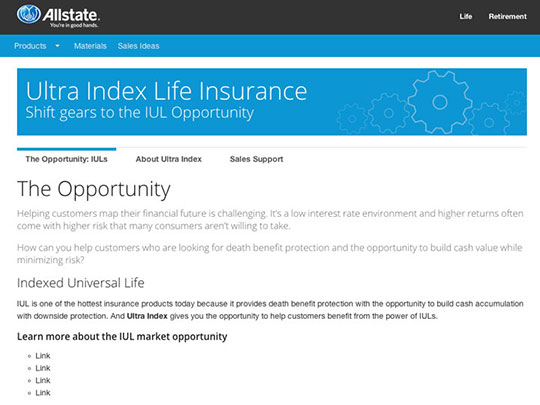 Allstate.
You're in good hands.
Life Retirement
Products Materials Sales Ideas
Ultra Index Life Insurance
Shift gears to the IUL Opportunity
The Opportunity: IULs About Ultra Index Sales Support
The Opportunity
Helping customers map their financial future is challenging. It's a low interest rate environment and higher returns often
come with higher risk that many consumers aren't willing to take.
How can you help customers who are looking for death benefit protection and the opportunity to build cash value while
minimizing risk?
Indexed Universal Life
IUL is one of the hottest insurance products today because it provides death benefit protection with the opportunity to build cash accumulation
with downside protection. And Ultra Index gives you the opportunity to help customers benefit from the power of IULs.
Learn more about the IUL market opportunity
Link
Link
Link
Link